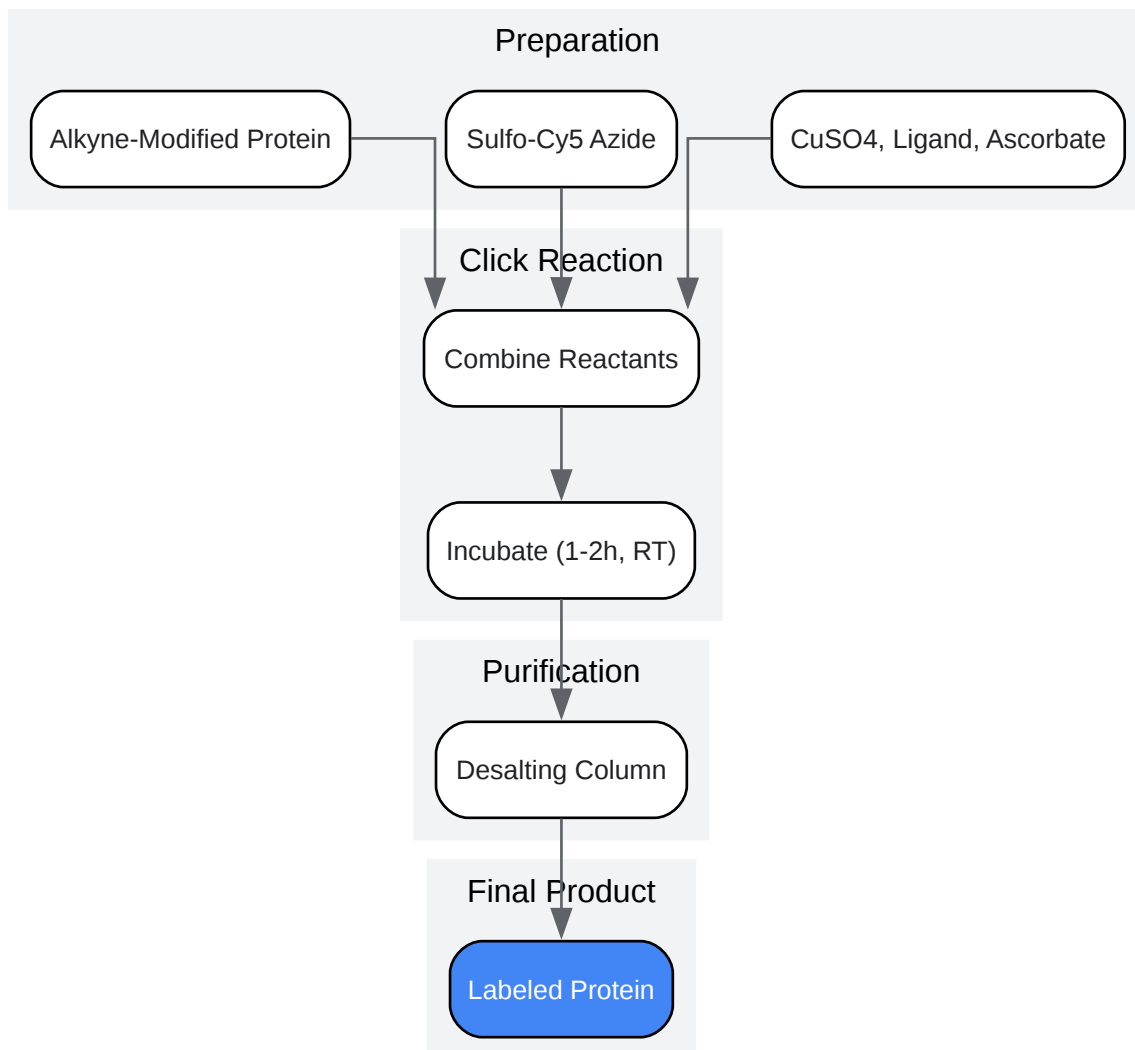 Preparation
Alkyne-Modified Protein
Sulfo-Cy5 Azide
CuSO4, Ligand, Ascorbate
Click Reaction
Combine Reactants
Incubate (1-2h, RT)
Purification
Desalting Column
Final Product
Labeled Protein